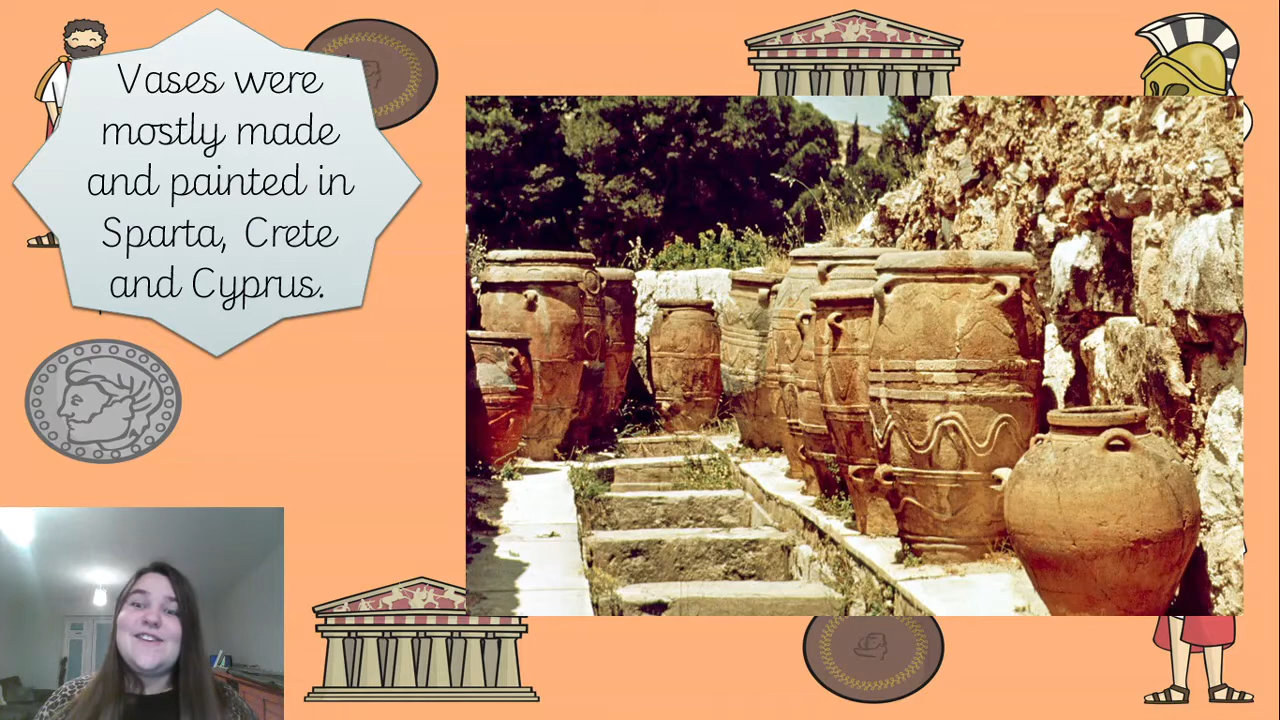 Vases were
mostly made
and painted in
Sparta, Crete
and Cyprus.